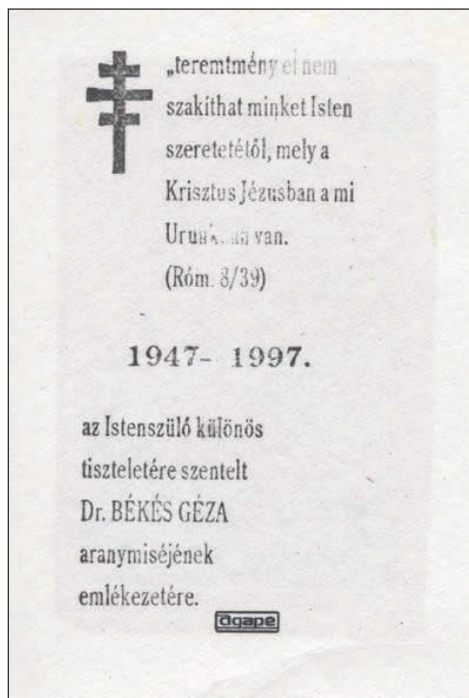 „teremtmény el nem
szakíthat minket Isten
szeretetétől, mely a
Krisztus Jézusban a mi
van.
(Róm. 8/39)
1947- 1997.
az Istenszülő különös
tiszteletére szentelt
Dr. BÉKÉS GÉZA
aranymiséjének
emlékezetére.
agape